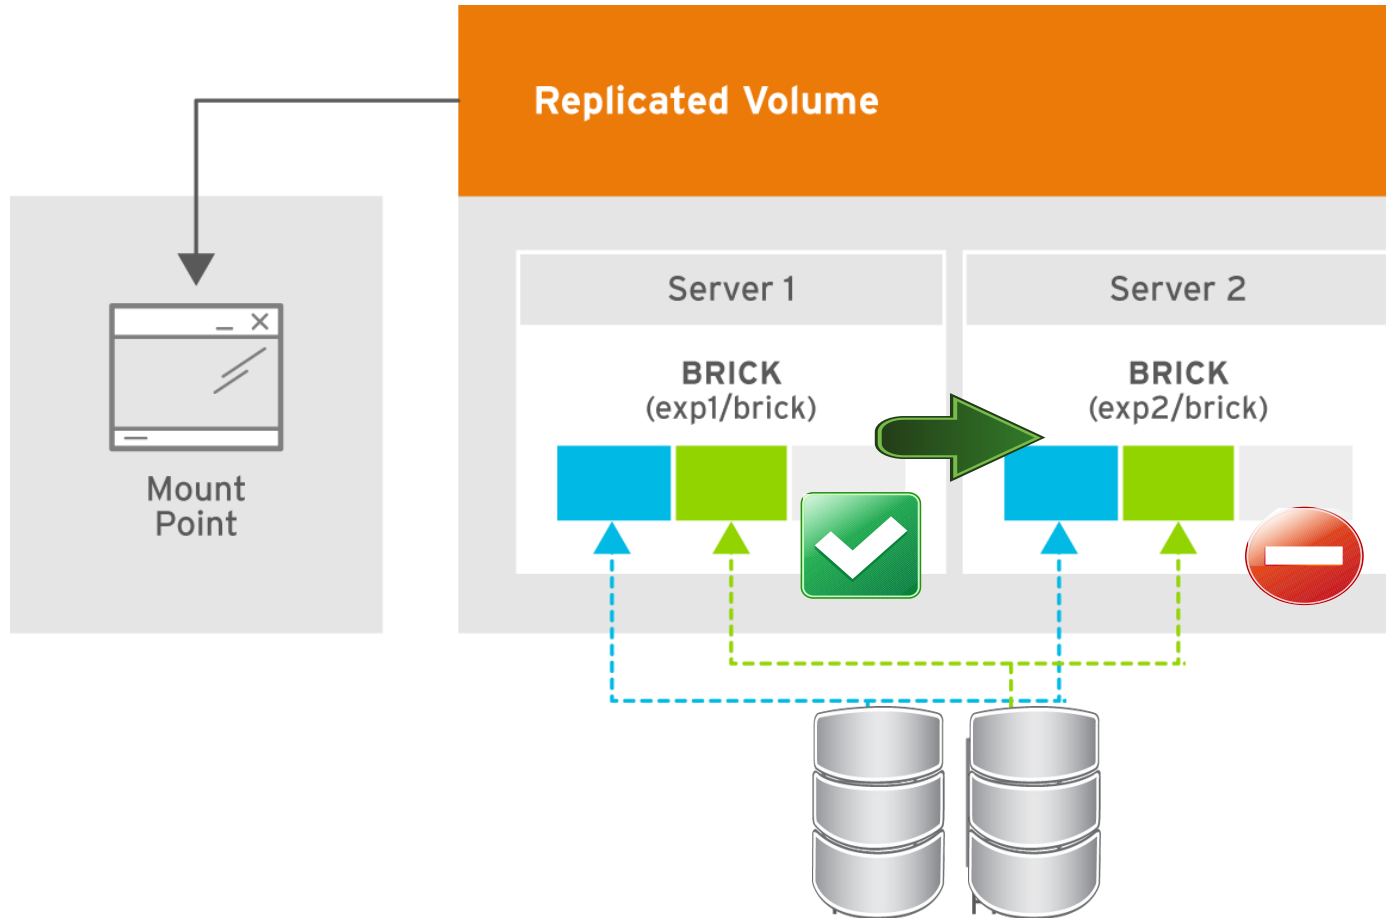 Replicated Volume
Server 1
Server 2
BRICK
(exp1/brick)
BRICK
(exp2/brick)
Mount
Point